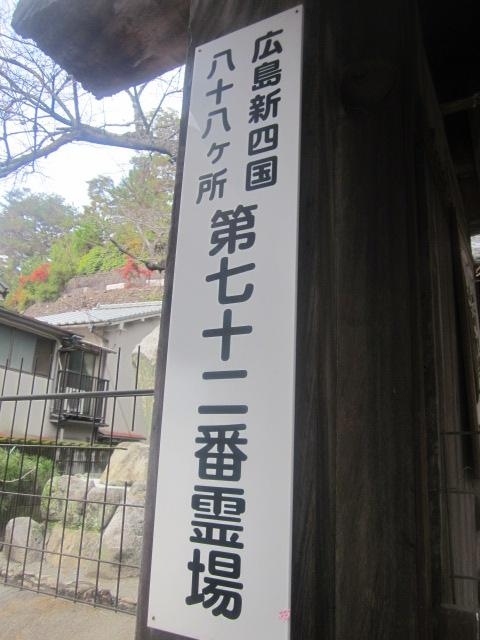 広島新四国
八十八ヶ所
第七十二番霊場